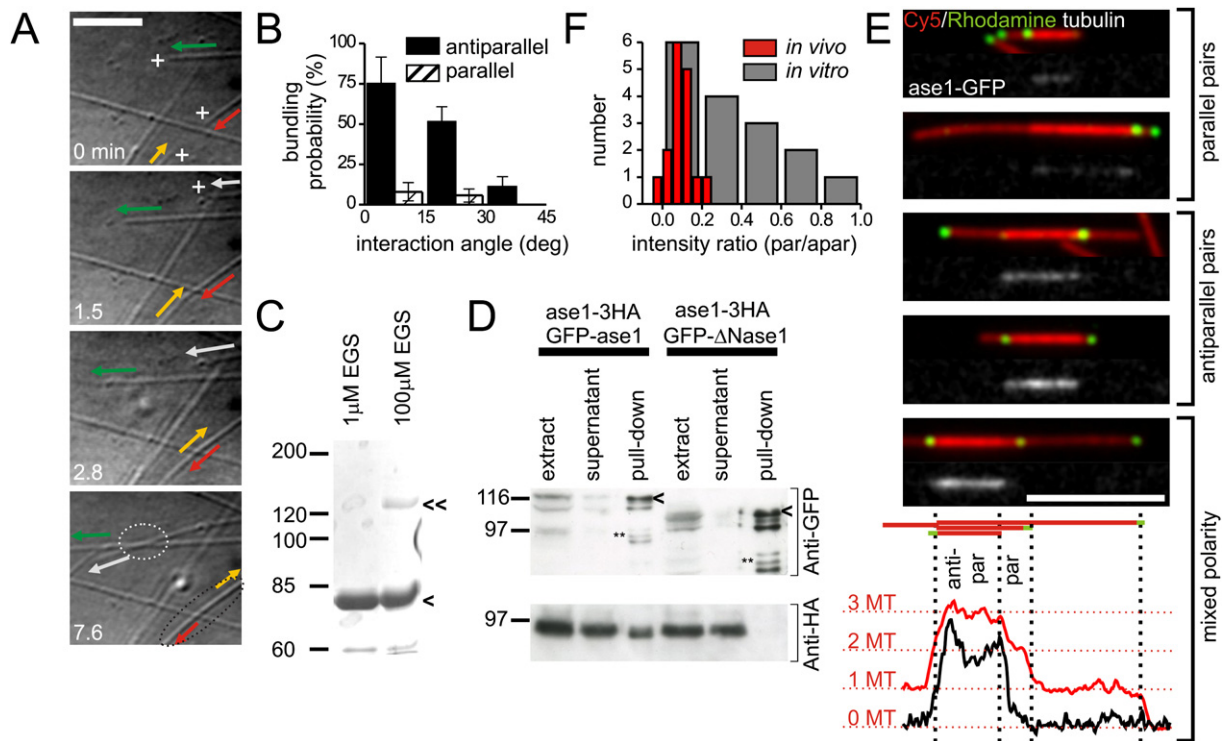 A
+
+
0 min
+
+
1.5
2.8
7.6
B
bundling probability (%)
100
75
50
25
0
antiparallel
parallel
0 15 30 45
interaction angle (deg)
F
number
6
5
4
3
2
1
0
in vivo
in vitro
0.0 0.2 0.4 0.6 0.8 1.0
intensity ratio (par/apar)
C
1µM EGS
100µM EGS
200
120
100
85
60
<<
<
D
ase1-3HA
GFP-ase1
ase1-3HA
GFP-ΔNase1
extract
supernatant
pull-down
extract
supernatant
pull-down
116
97
<
<
**
**
Anti-GFP
97
Anti-HA
E
Cy5/Rhodamine tubulin
ase1-GFP
parallel pairs
antiparallel pairs
mixed polarity
anti-
par
par
3 MT
2 MT
1 MT
0 MT